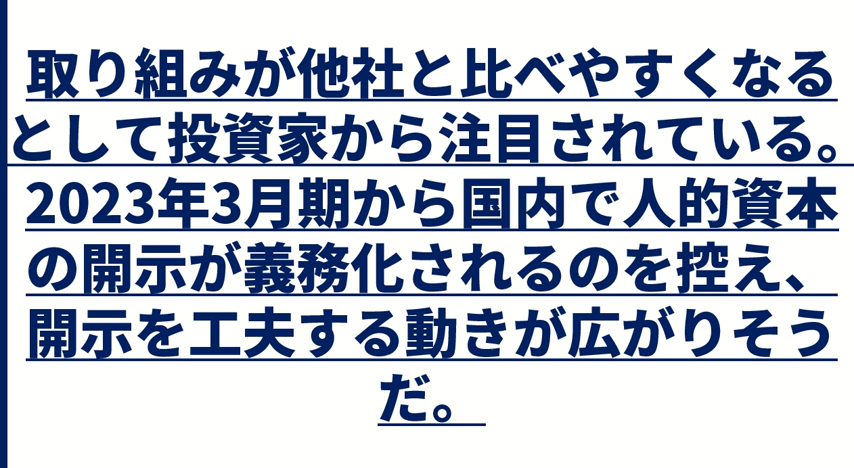 取り組みが他社と比べやすくなる
として投資家から注目されている。
2023年3月期から国内で人的資本
の開示が義務化されるのを控え、
開示を工夫する動きが広がりそう
だ。